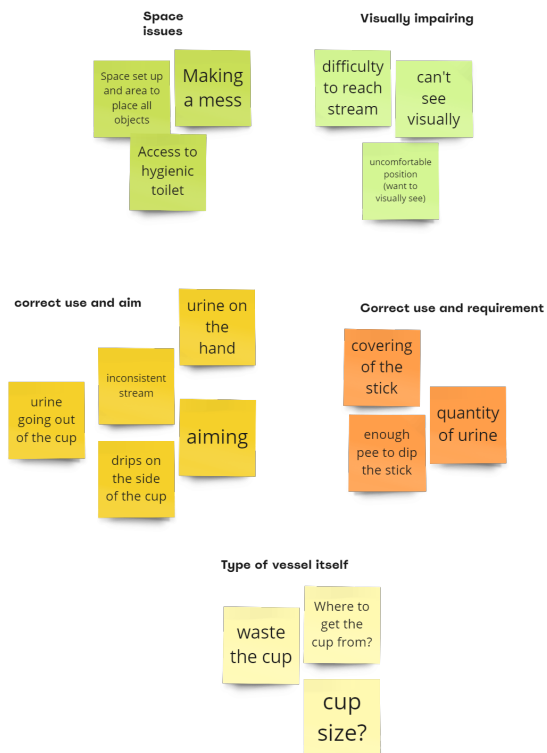 Space
issues
Space set up
and area to
place all
objects
Making
a mess
Access to
hygienic
toilet
Visually impairing
difficulty
to reach
stream
can't
see
visually
uncomfortable
position
(want to
visually see)
correct use and aim
urine on
the
hand
inconsistent
stream
urine
going out
of the cup
aiming
drips on
the side
of the cup
Correct use and requirement
covering
of the
stick
quantity
of urine
enough
pee to dip
the stick
Type of vessel itself
Where to
get the
cup from?
waste
the cup
cup
size?